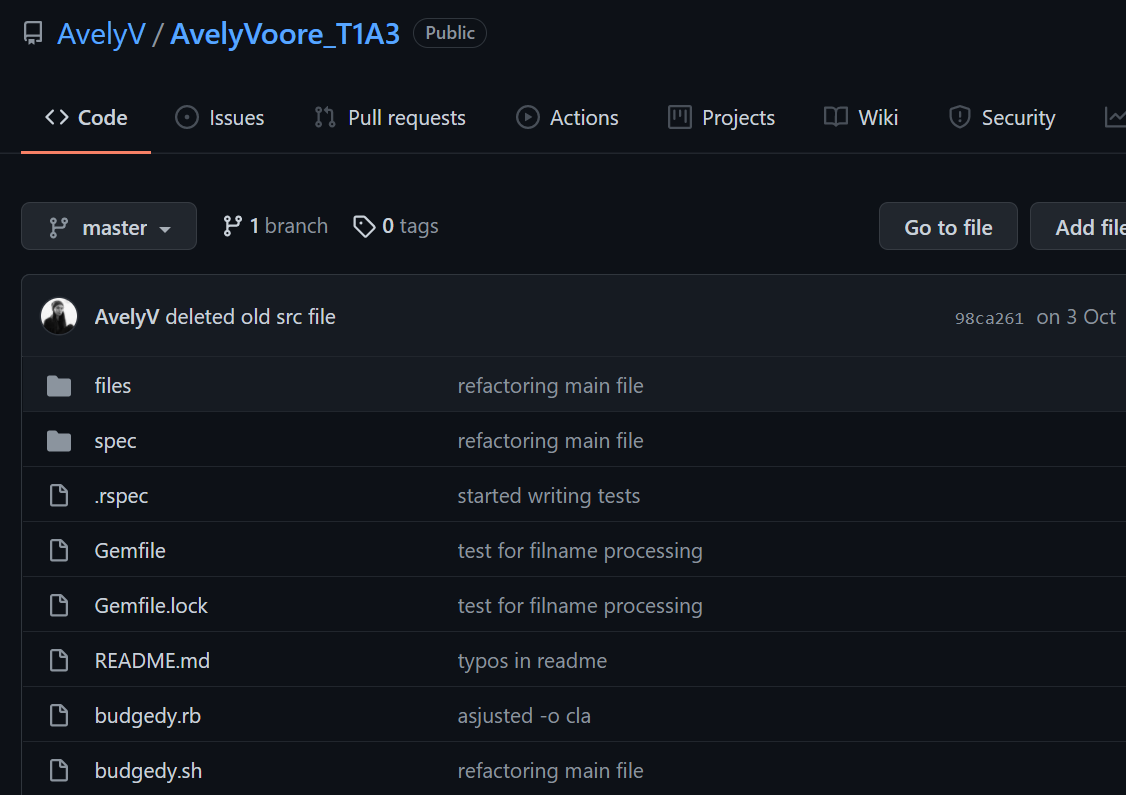 AvelyV / AvelyVoore_T1A3 Public
<> Code Issues Pull requests Actions Projects Wiki Security
master 1 branch 0 tags Go to file Add file
AvelyV deleted old src file 98ca261 on 3 Oct
files refactoring main file
spec refactoring main file
.rspec started writing tests
Gemfile test for filname processing
Gemfile.lock test for filname processing
README.md typos in readme
budgedy.rb asjusted -o cla
budgedy.sh refactoring main file